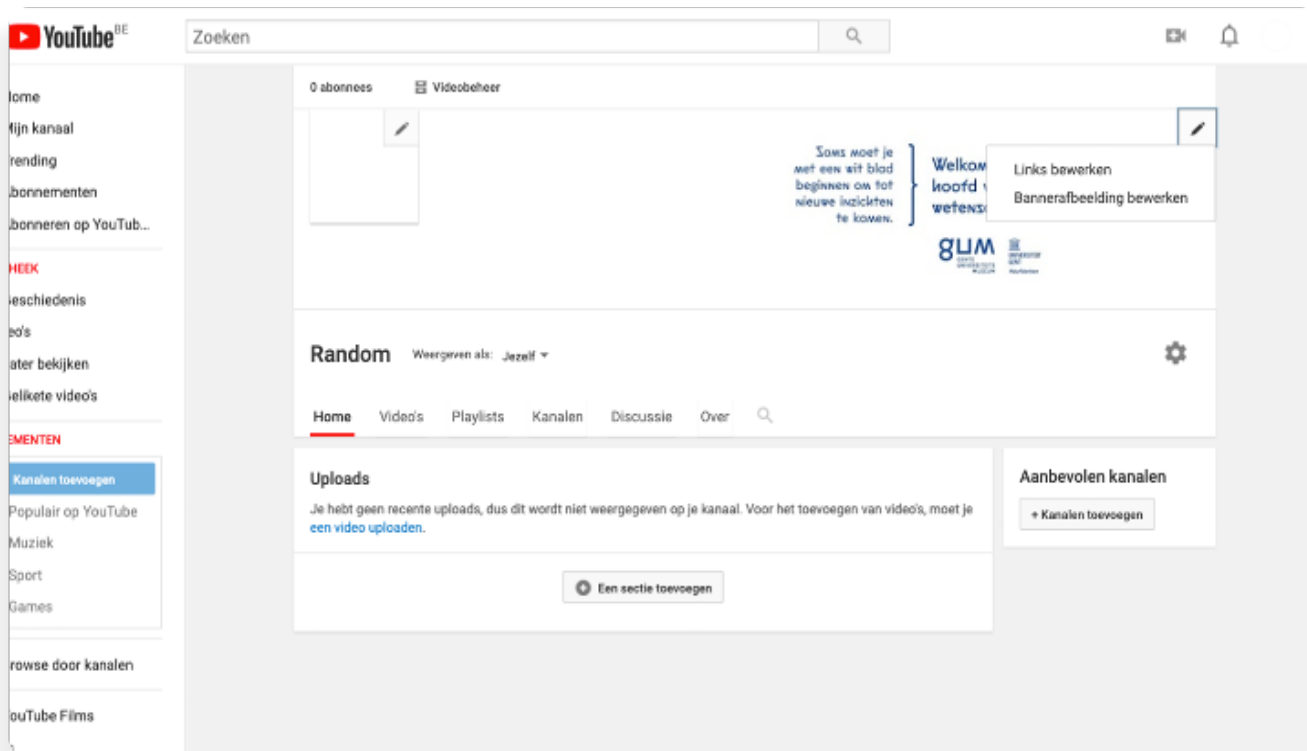 YouTube BE
Zoeken
0 abonnees Videobeheer
ome
Mijn kanaal
rending
bonnementen
bonneren op YouTub...
HEEK
eschiedenis
eo's
ater bekijken
elikete video's
EMENTEN
Kanalen toevoegen
Populair op YouTube
Muziek
Sport
Games
rowse door kanalen
ouTube Films
Soms moet je
met een wit blad
beginnen om tot
nieuwe inzichten
te komen.
Welkom
hoofd v
wetens
gum
Links bewerken
Bannerafbeelding bewerken
Random Weergeven als: Jezelf
Home Video's Playlists Kanalen Discussie Over
Uploads
Je hebt geen recente uploads, dus dit wordt niet weergegeven op je kanaal. Voor het toevoegen van video's, moet je
een video uploaden.
Een sectie toevoegen
Aanbevolen kanalen
+ Kanalen toevoegen